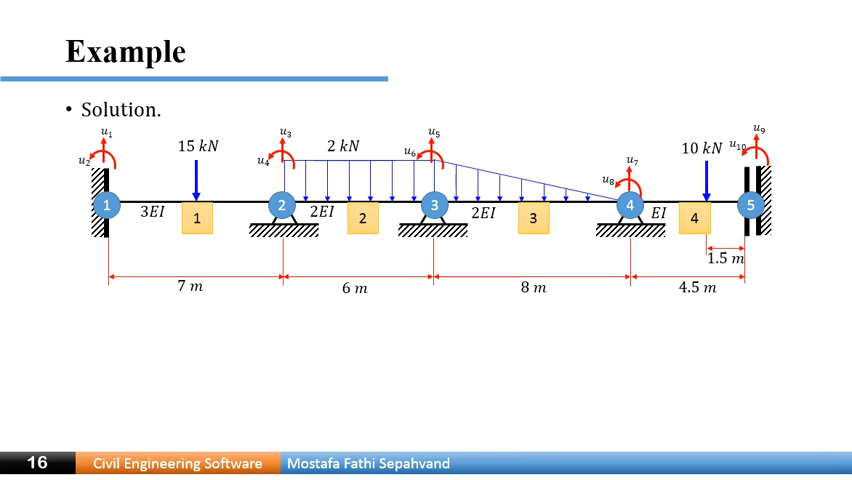 Example
• Solution.
u₁ u₃ u₅ u₉
15 kN 2 kN u₆ 10 kN u₁₀
u₂ u₄ u₇
u₈
1 2 3 4 5
3EI 2EI 2EI EI
1 2 3 4
1.5 m
7 m 6 m 8 m 4.5 m
16 Civil Engineering Software Mostafa Fathi Sepahvand